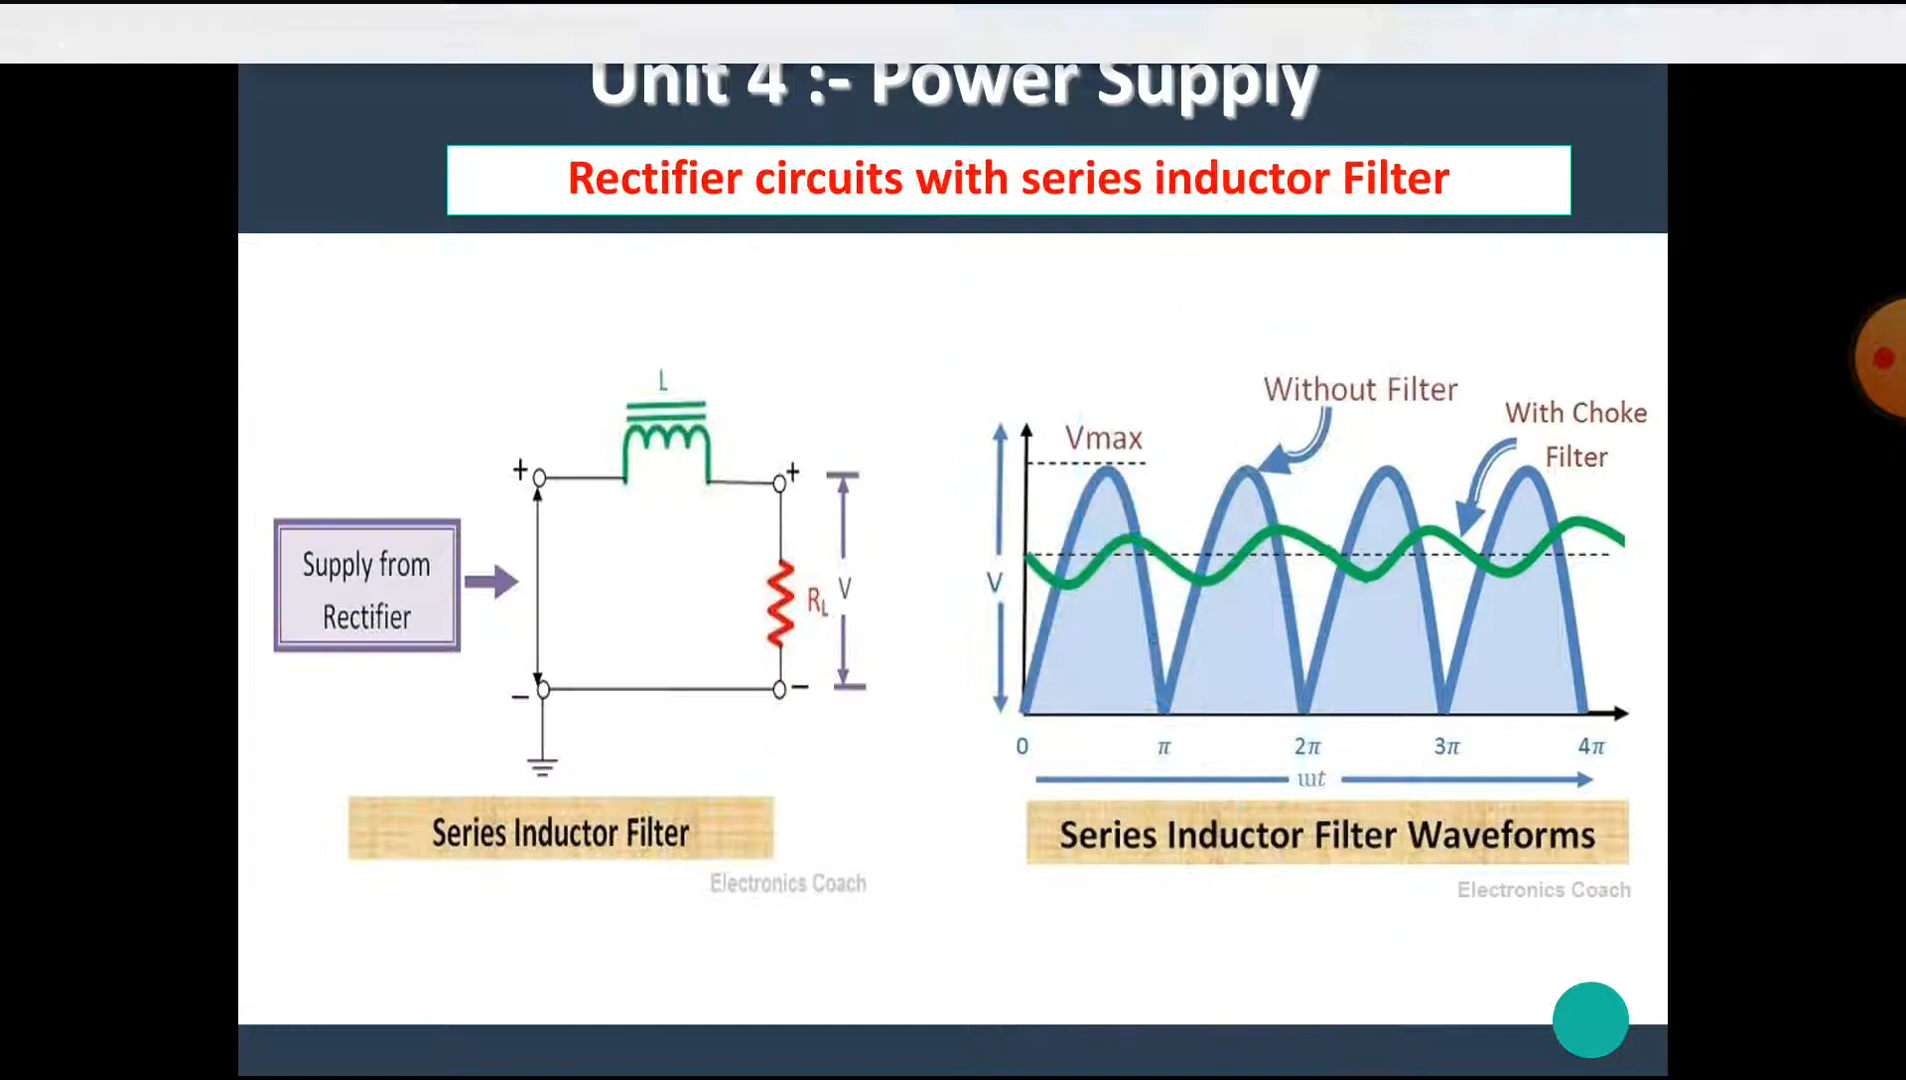 Unit 4 :- Power Supply
Rectifier circuits with series inductor Filter
L
+
+
Supply from
Rectifier
RL
V
–
–
Series Inductor Filter
Electronics Coach
Without Filter
With Choke
Filter
Vmax
V
0 π 2π 3π 4π
ωt
Series Inductor Filter Waveforms
Electronics Coach